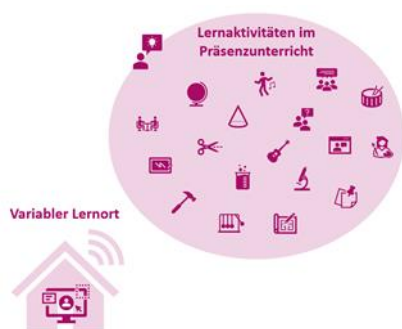 Lernaktivitäten im
Präsenzunterricht
Variabler Lernort